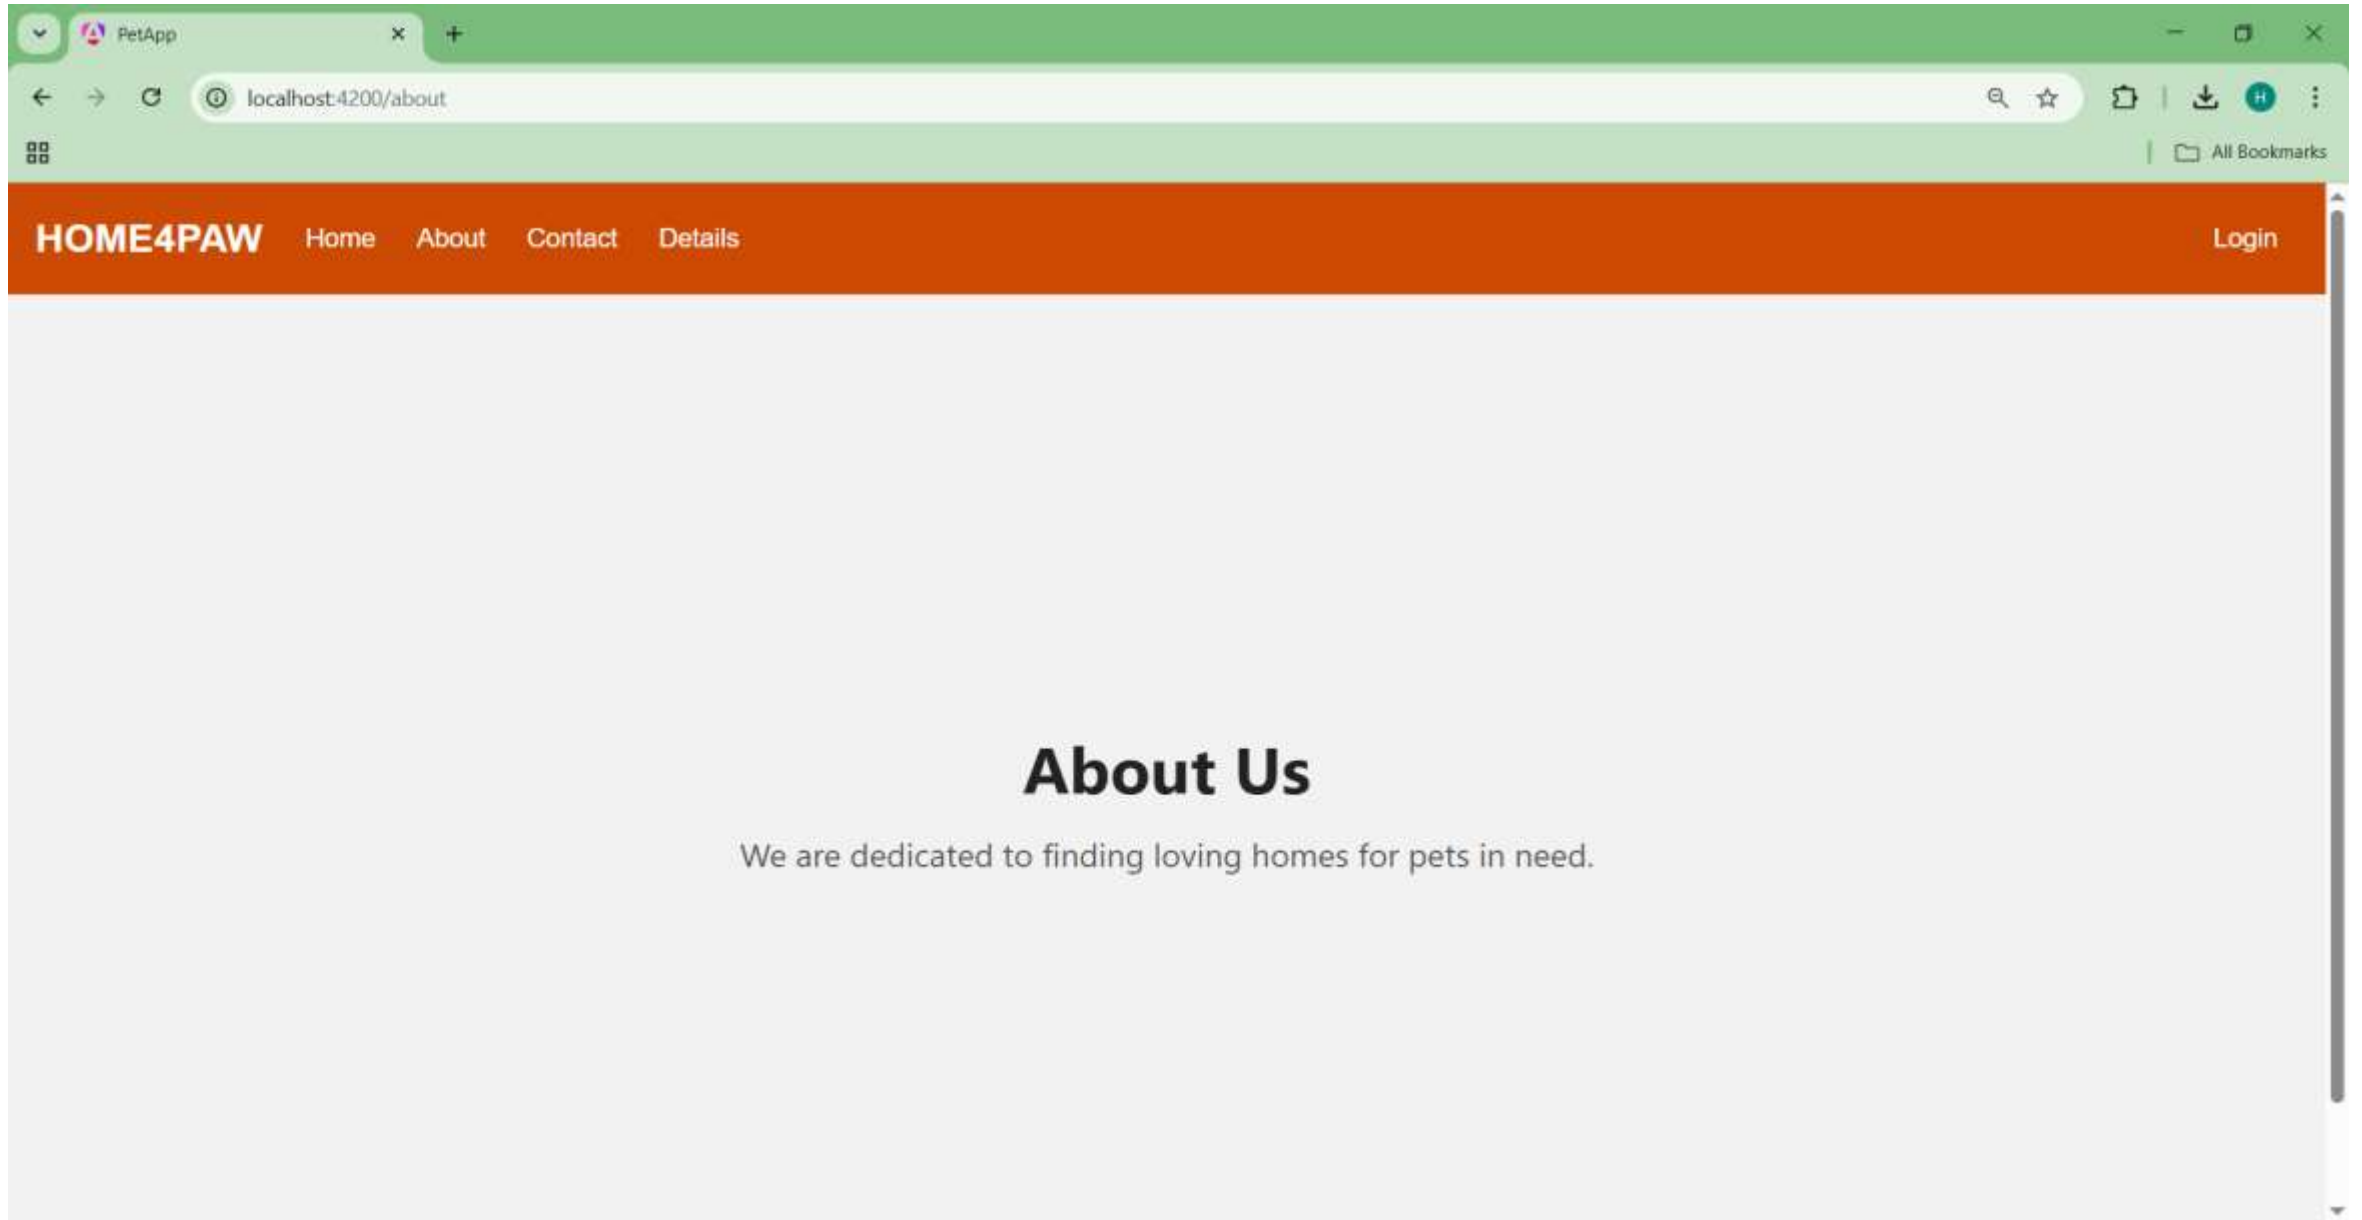 PetApp
localhost:4200/about
H
All Bookmarks
HOME4PAW Home About Contact Details Login
About Us
We are dedicated to finding loving homes for pets in need.